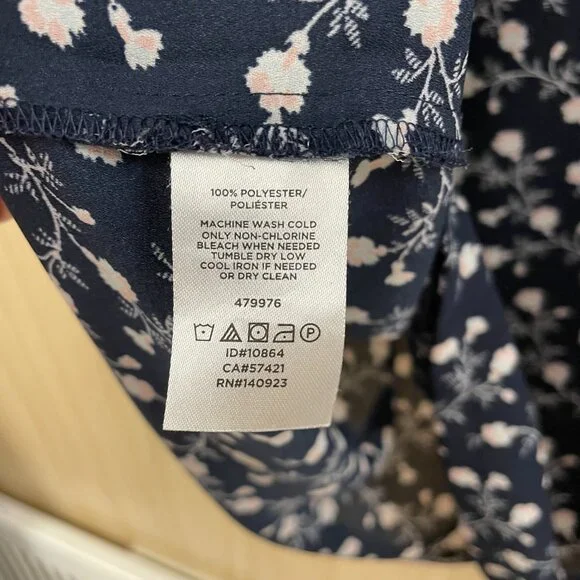 100% POLYESTER/
POLIÉSTER
MACHINE WASH COLD
ONLY NON-CHLORINE
BLEACH WHEN NEEDED
TUMBLE DRY LOW
COOL IRON IF NEEDED
OR DRY CLEAN
479976
P
ID#10864
CA#57421
RN#140923